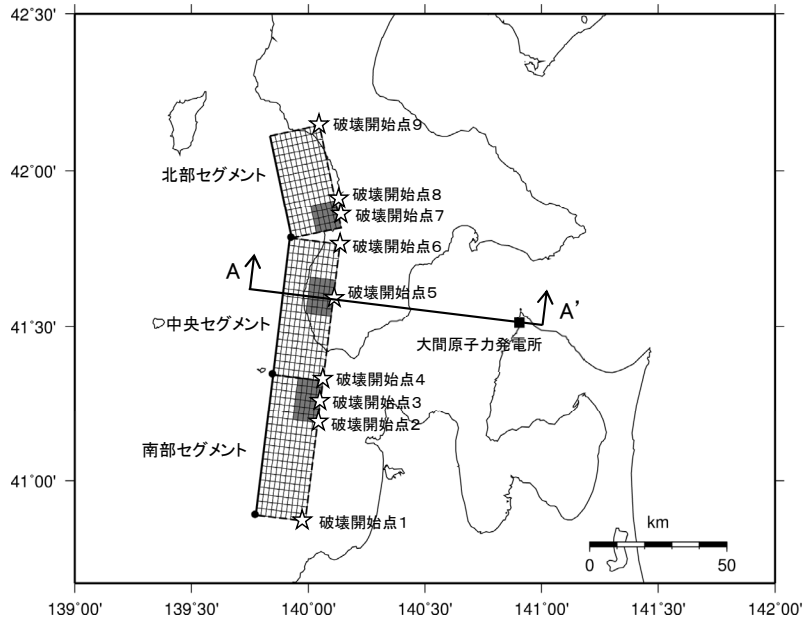 42°30'
42°00'
41°30'
41°00'
139°00'
139°30'
140°00'
140°30'
141°00'
141°30'
142°00'
破壊開始点9
北部セグメント
破壊開始点8
破壊開始点7
破壊開始点6
A
破壊開始点5
A'
中央セグメント
大間原子力発電所
破壊開始点4
破壊開始点3
破壊開始点2
南部セグメント
破壊開始点1
km
0
50